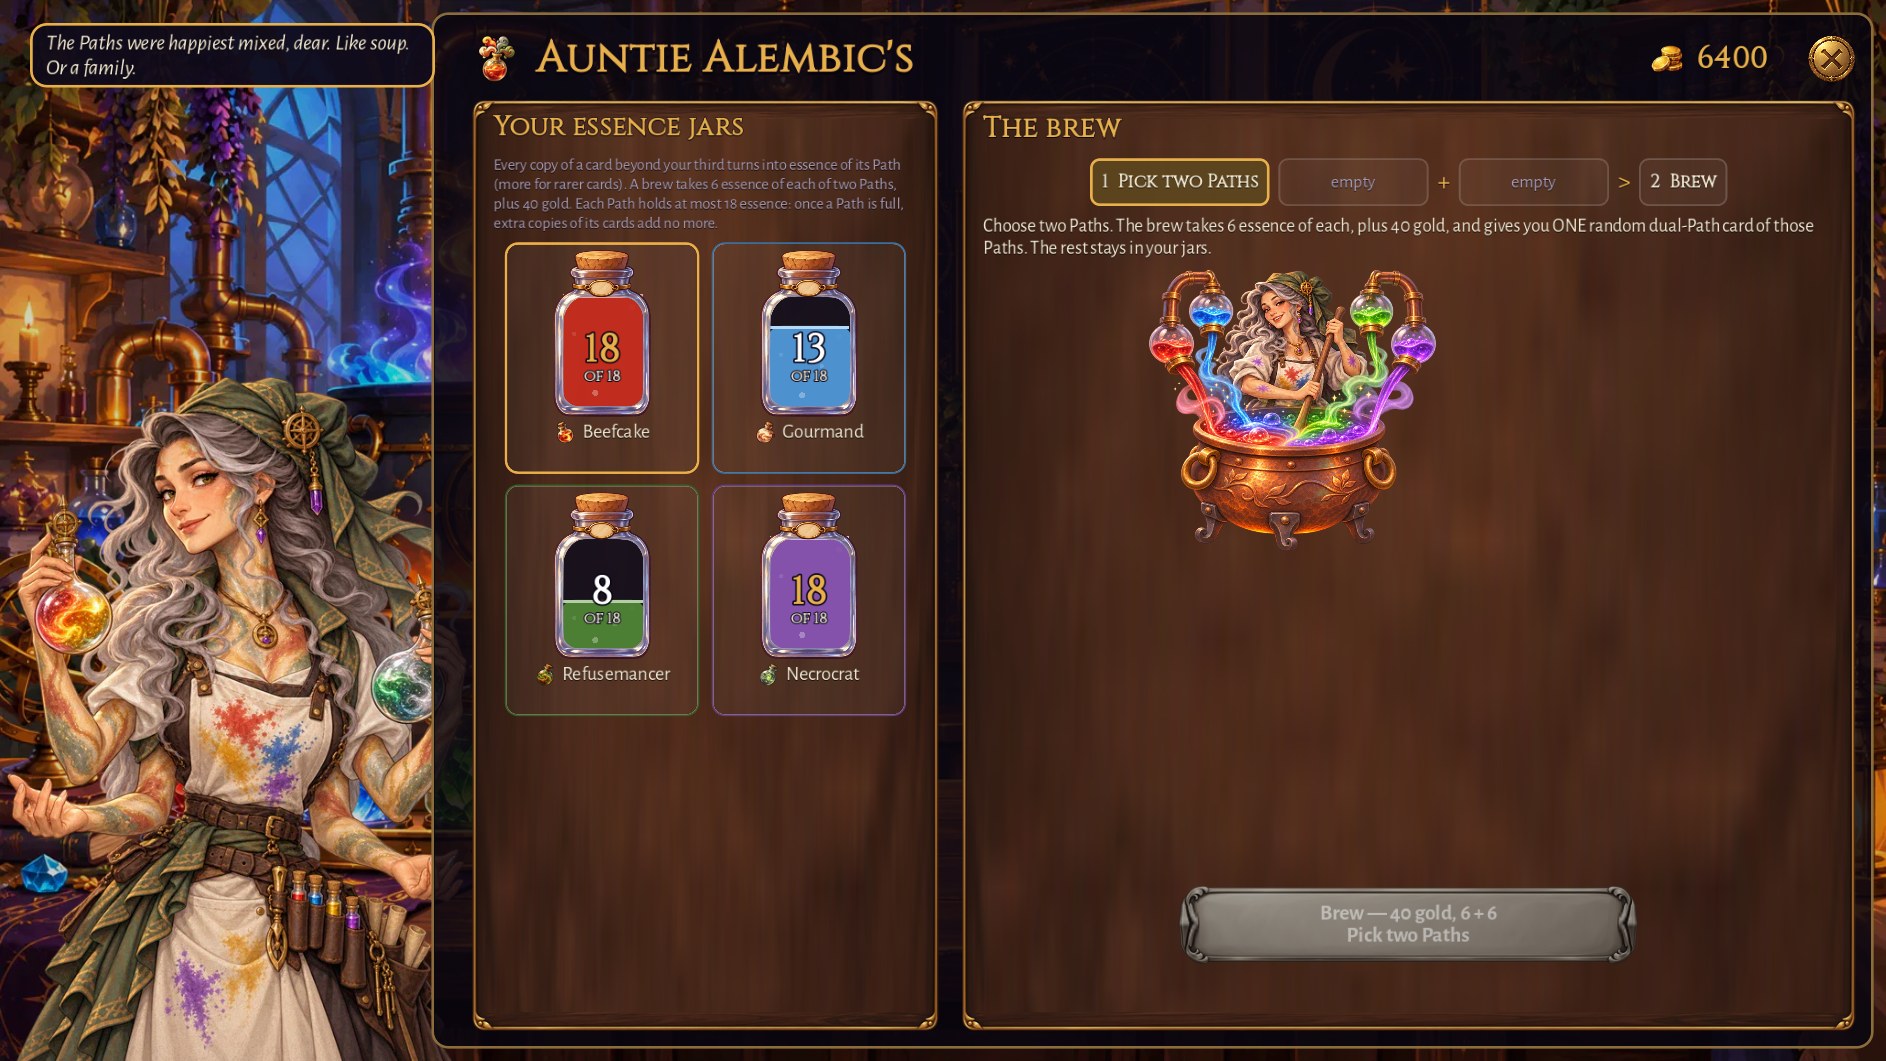 The Paths were happiest mixed, dear. Like soup.
Or a family.
Auntie Alembic's
6400
Your essence jars
Every copy of a card beyond your third turns into essence of its Path
(more for rarer cards). A brew takes 6 essence of each of two Paths,
plus 40 gold. Each Path holds at most 18 essence: once a Path is full,
extra copies of its cards add no more.
18
OF 18
Beefcake
13
OF 18
Gourmand
8
OF 18
Refusemancer
18
OF 18
Necrocrat
The brew
1 Pick two Paths
empty
+
empty
>
2 Brew
Choose two Paths. The brew takes 6 essence of each, plus 40 gold, and gives you ONE random dual-Path card of those
Paths. The rest stays in your jars.
Brew — 40 gold, 6 + 6
Pick two Paths